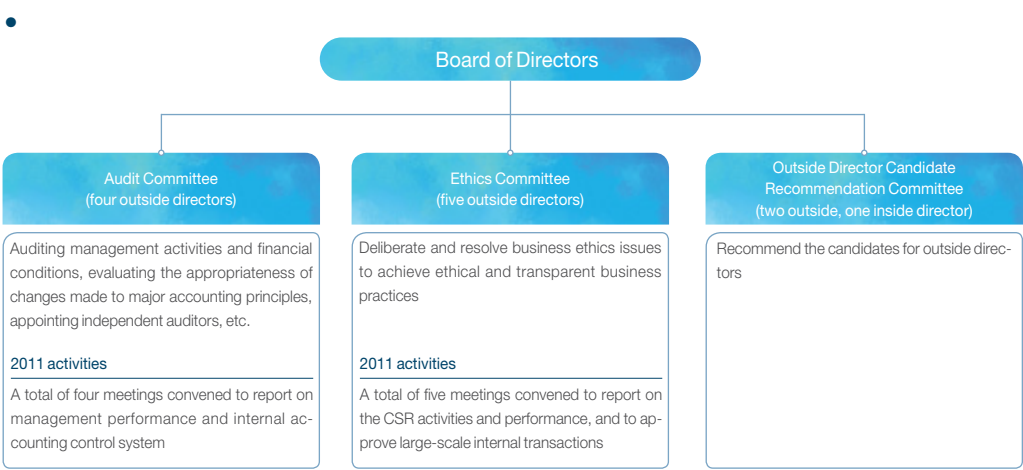 Board of Directors
Audit Committee
(four outside directors)
Auditing management activities and financial
conditions, evaluating the appropriateness of
changes made to major accounting principles,
appointing independent auditors, etc.
2011 activities
A total of four meetings convened to report on
management performance and internal ac-
counting control system
Ethics Committee
(five outside directors)
Deliberate and resolve business ethics issues
to achieve ethical and transparent business
practices
2011 activities
A total of five meetings convened to report on
the CSR activities and performance, and to ap-
prove large-scale internal transactions
Outside Director Candidate
Recommendation Committee
(two outside, one inside director)
Recommend the candidates for outside direc-
tors